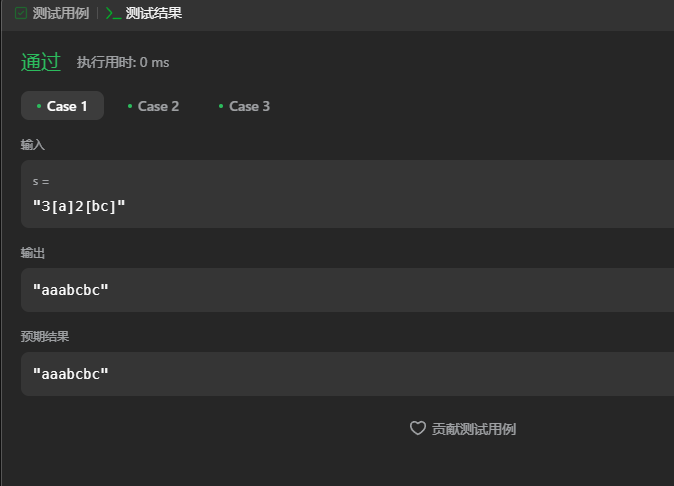 测试用例 | >_ 测试结果
通过 执行用时: 0 ms
Case 1 Case 2 Case 3
输入
s =
"3[a]2[bc]"
输出
"aaabcbc"
预期结果
"aaabcbc"
贡献测试用例